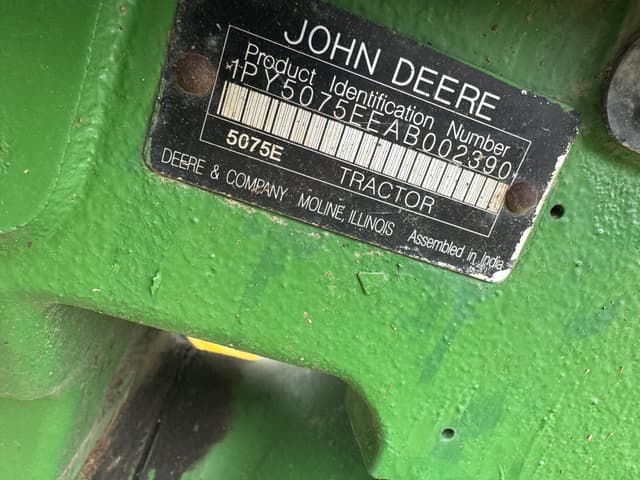 JOHN DEERE
Product Identification Number
*1PY5075EEAB002390*
5075E TRACTOR
DEERE & COMPANY MOLINE, ILLINOIS Assembled in India